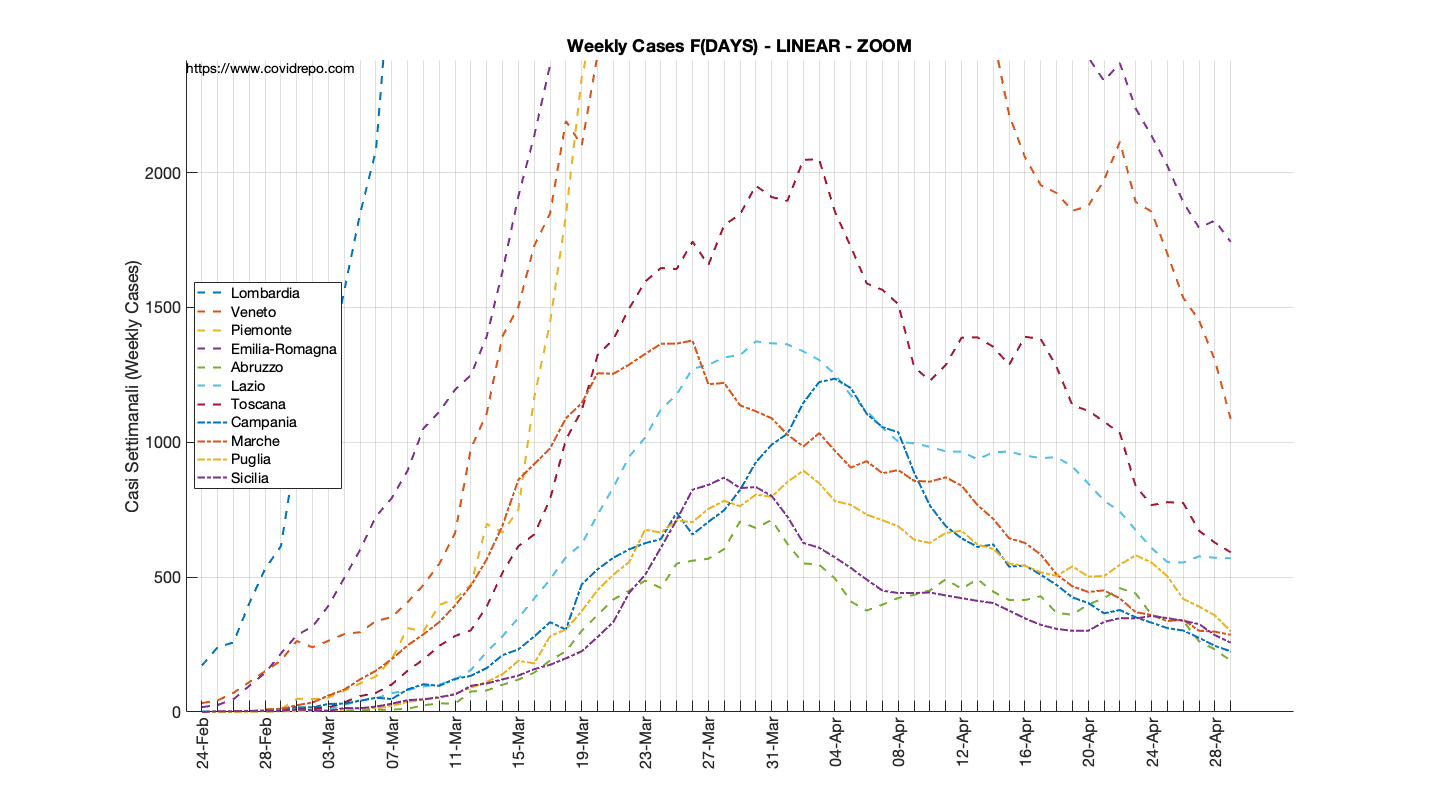 Weekly Cases F(DAYS) - LINEAR - ZOOM
https://www.covidrepo.com
Casi Settimanali (Weekly Cases)
2000
1500
1000
500
0
Lombardia
Veneto
Piemonte
Emilia-Romagna
Abruzzo
Lazio
Toscana
Campania
Marche
Puglia
Sicilia
24-Feb
28-Feb
03-Mar
07-Mar
11-Mar
15-Mar
19-Mar
23-Mar
27-Mar
31-Mar
04-Apr
08-Apr
12-Apr
16-Apr
20-Apr
24-Apr
28-Apr